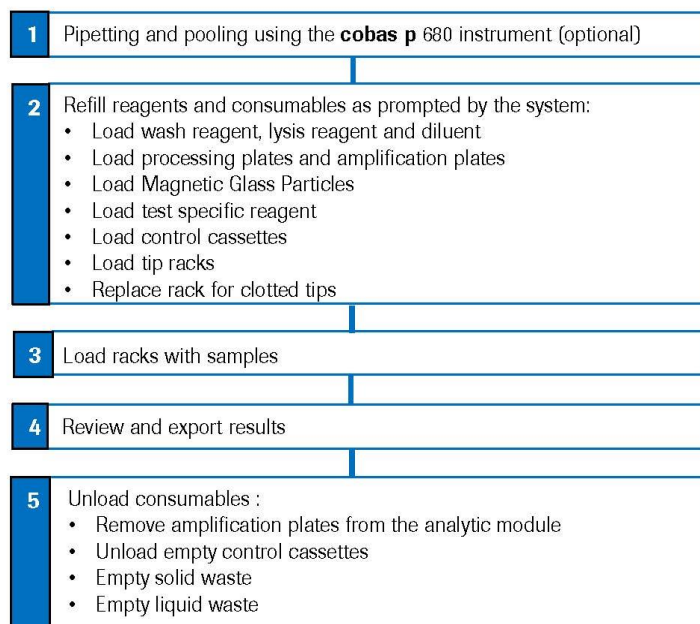 1 Pipetting and pooling using the cobas p 680 instrument (optional)
2 Refill reagents and consumables as prompted by the system:
• Load wash reagent, lysis reagent and diluent
• Load processing plates and amplification plates
• Load Magnetic Glass Particles
• Load test specific reagent
• Load control cassettes
• Load tip racks
• Replace rack for clotted tips
3 Load racks with samples
4 Review and export results
5 Unload consumables :
• Remove amplification plates from the analytic module
• Unload empty control cassettes
• Empty solid waste
• Empty liquid waste